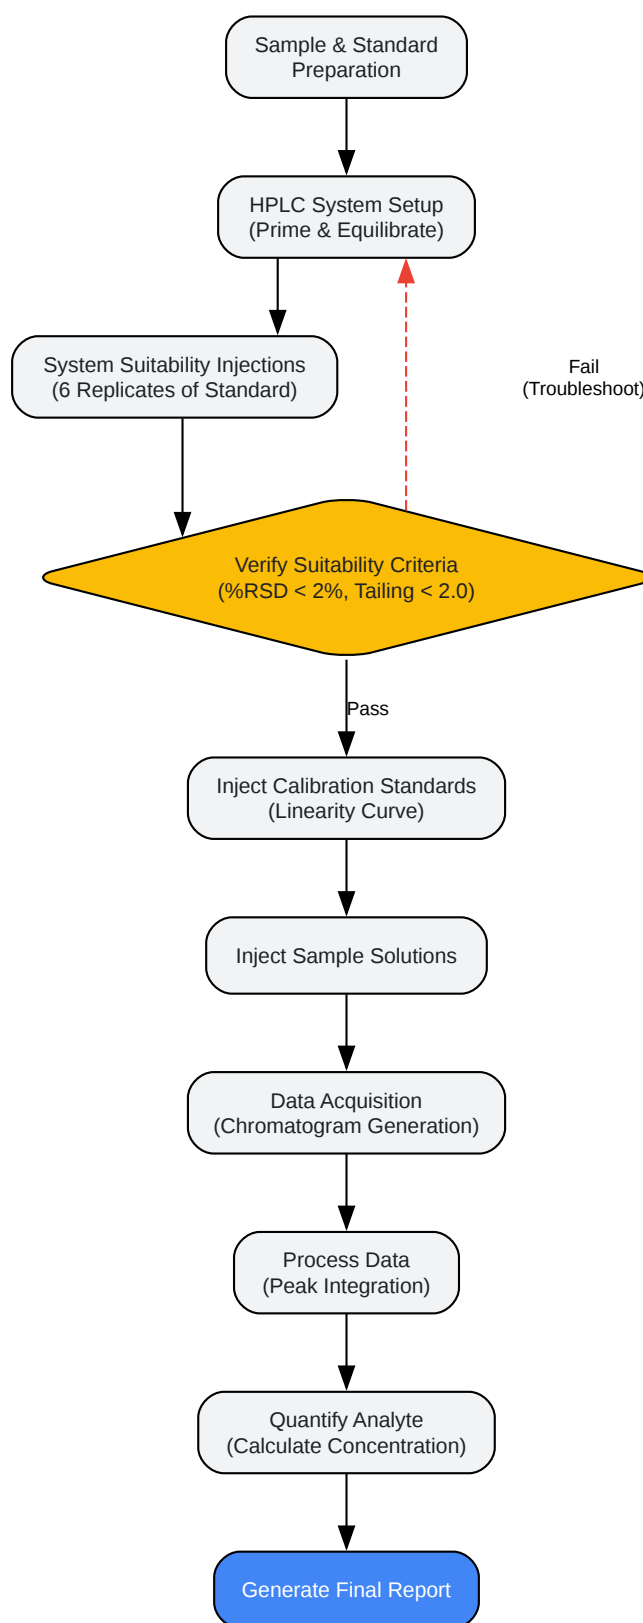 Sample & Standard
Preparation
HPLC System Setup
(Prime & Equilibrate)
System Suitability Injections
(6 Replicates of Standard)
Fail
(Troubleshoot)
Verify Suitability Criteria
(%RSD < 2%, Tailing < 2.0)
Pass
Inject Calibration Standards
(Linearity Curve)
Inject Sample Solutions
Data Acquisition
(Chromatogram Generation)
Process Data
(Peak Integration)
Quantify Analyte
(Calculate Concentration)
Generate Final Report